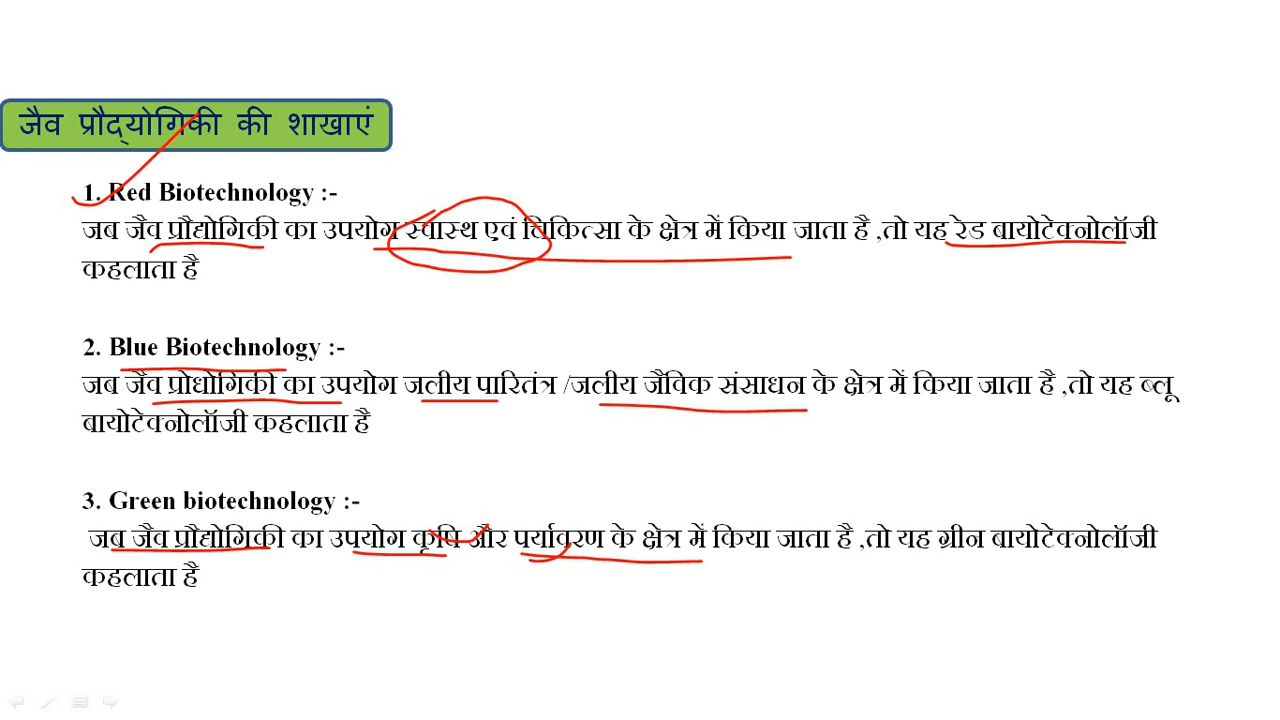 जैव प्रौद्योगिकी की शाखाएं
1. Red Biotechnology :-
जब जैव प्रौद्योगिकी का उपयोग स्वास्थ एवं चिकित्सा के क्षेत्र में किया जाता है ,तो यह रेड बायोटेक्नोलॉजी
कहलाता है
2. Blue Biotechnology :-
जब जैव प्रोधोगिकी का उपयोग जलीय पारितंत्र /जलीय जैविक संसाधन के क्षेत्र में किया जाता है ,तो यह ब्लू
बायोटेक्नोलॉजी कहलाता है
3. Green biotechnology :-
जब जैव प्रौद्योगिकी का उपयोग कृषि और पर्यावरण के क्षेत्र में किया जाता है ,तो यह ग्रीन बायोटेक्नोलॉजी
कहलाता है